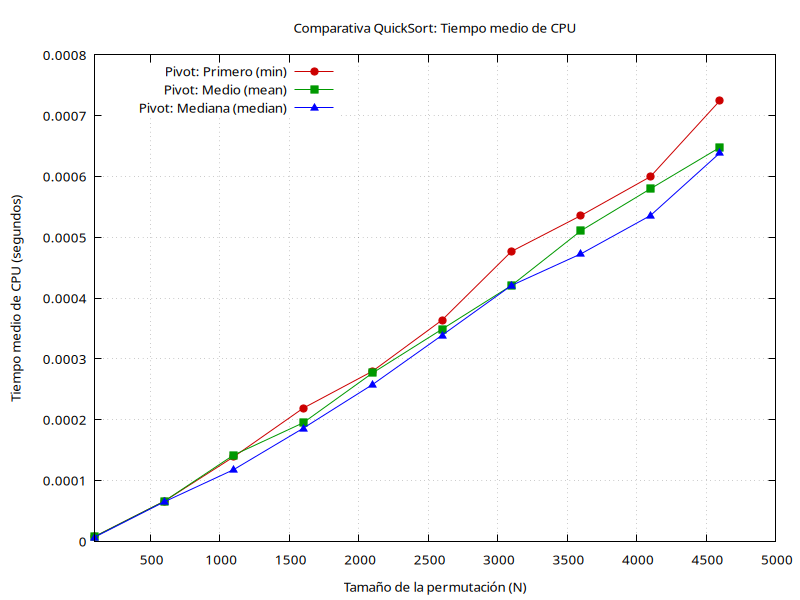 Comparativa QuickSort: Tiempo medio de CPU
Pivot: Primero (min)
Pivot: Medio (mean)
Pivot: Mediana (median)
Tiempo medio de CPU (segundos)
0.0008
0.0007
0.0006
0.0005
0.0004
0.0003
0.0002
0.0001
0
500 1000 1500 2000 2500 3000 3500 4000 4500 5000
Tamaño de la permutación (N)